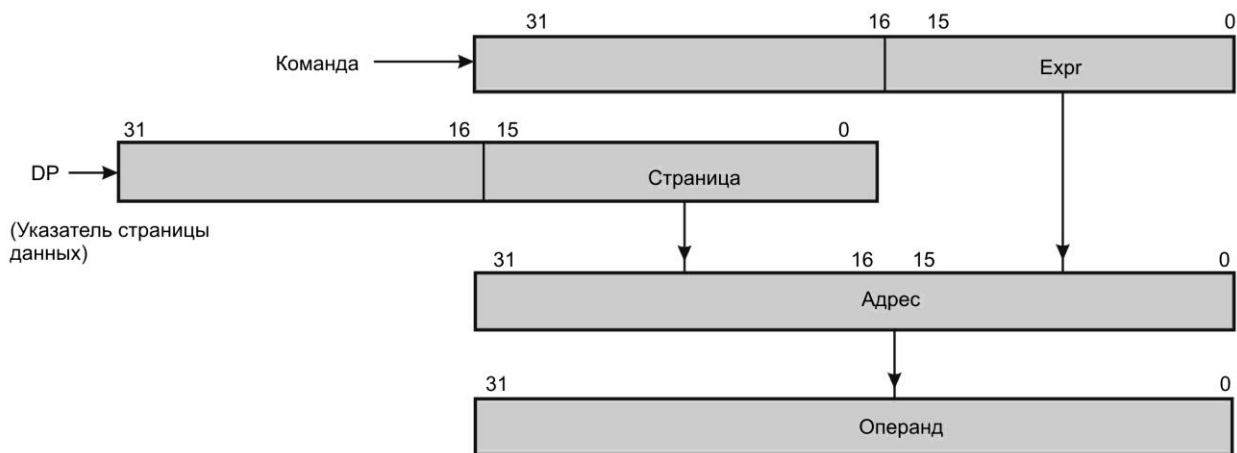 31 16 15 0
Команда
Expr
31 16 15 0
DP
Страница
(Указатель страницы
данных)
31 16 15 0
Адрес
31 0
Операнд